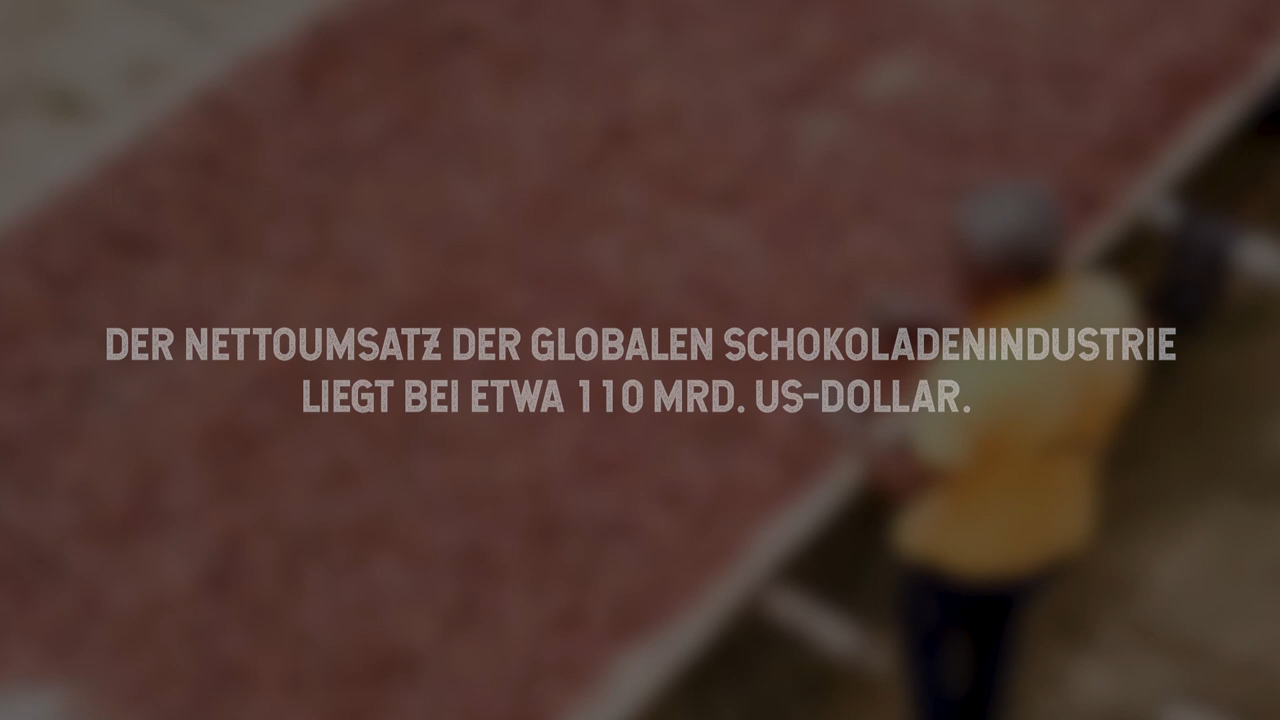 DER NETTOUMSATZ DER GLOBALEN SCHOKOLADENINDUSTRIE
LIEGT BEI ETWA 110 MRD. US-DOLLAR.